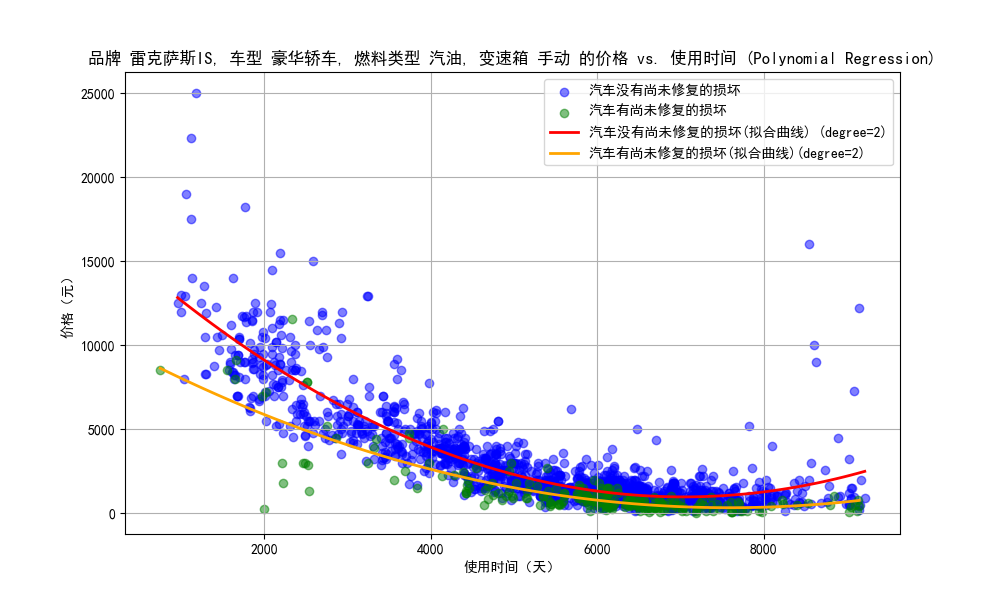 品牌 雷克萨斯IS, 车型 豪华轿车, 燃料类型 汽油, 变速箱 手动 的价格 vs. 使用时间 (Polynomial Regression)
汽车没有尚未修复的损坏
汽车有尚未修复的损坏
汽车没有尚未修复的损坏(拟合曲线) (degree=2)
汽车有尚未修复的损坏(拟合曲线)(degree=2)
价格（元）
25000
20000
15000
10000
5000
0
2000 4000 6000 8000
使用时间（天）